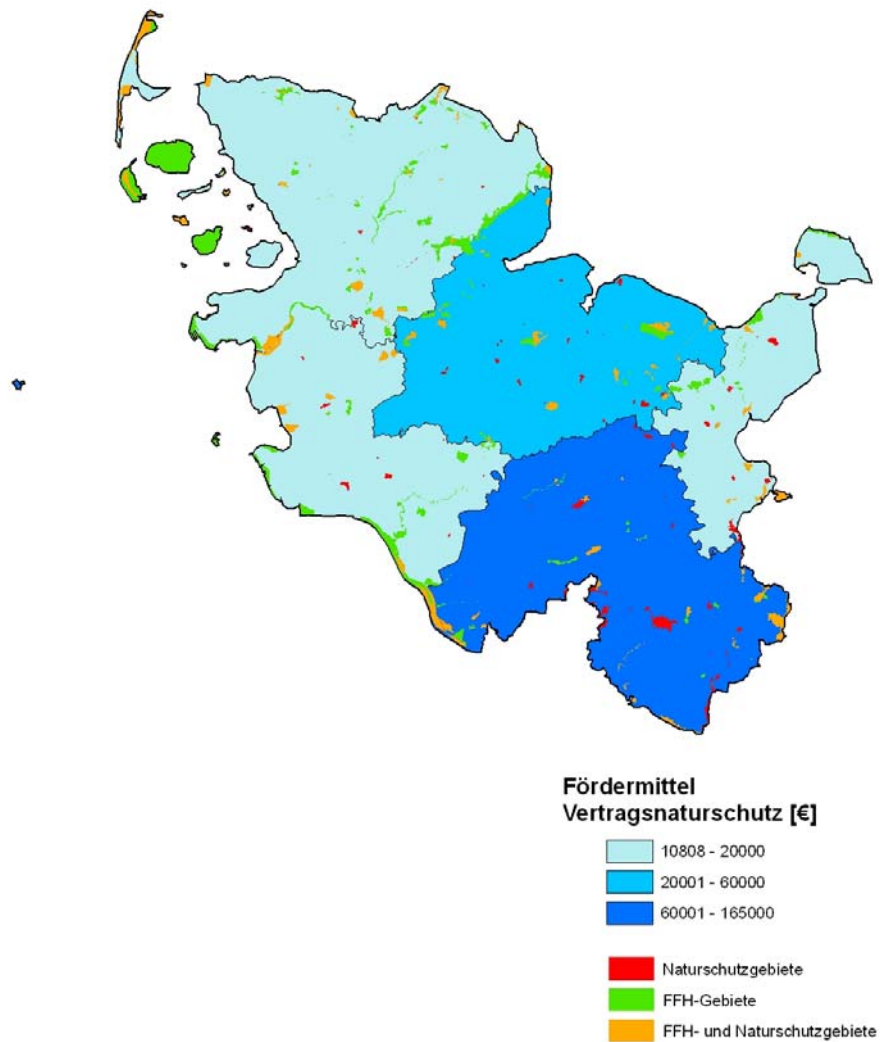 Fördermittel
Vertragsnaturschutz [€]
10808 - 20000
20001 - 60000
60001 - 165000
Naturschutzgebiete
FFH-Gebiete
FFH- und Naturschutzgebiete